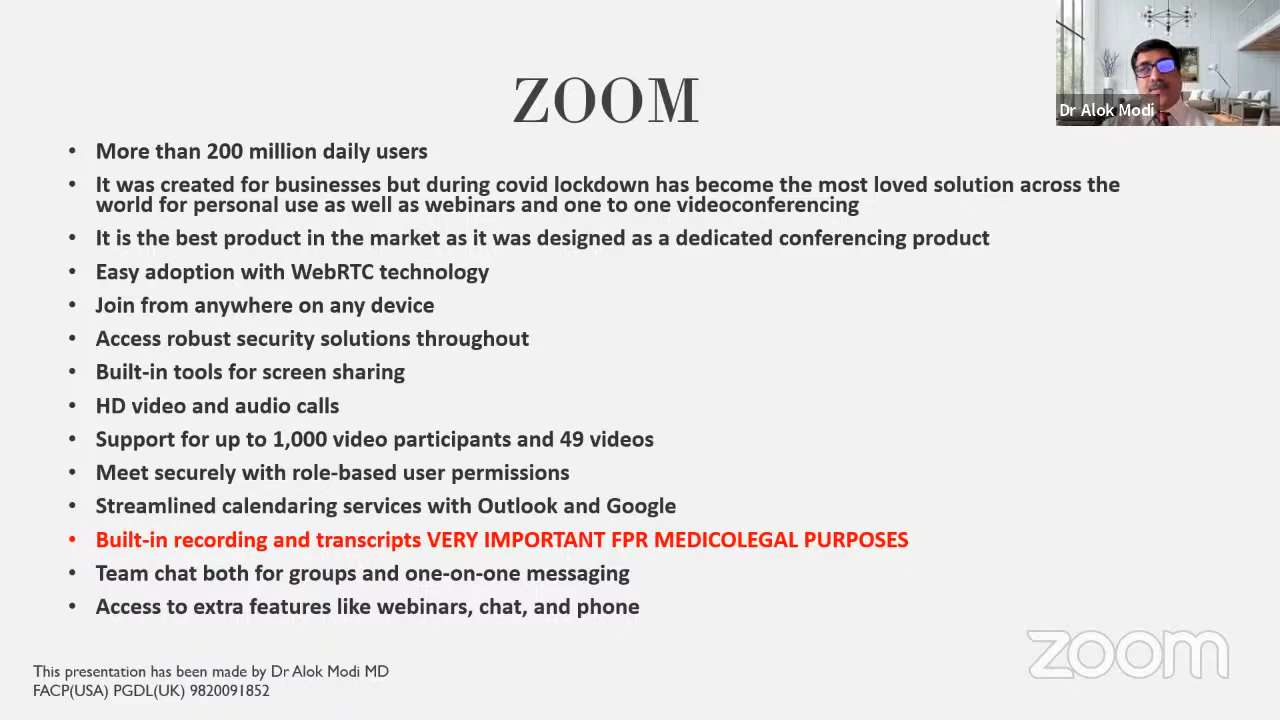 ZOOM
Dr Alok Modi
• More than 200 million daily users
• It was created for businesses but during covid lockdown has become the most loved solution across the
world for personal use as well as webinars and one to one videoconferencing
• It is the best product in the market as it was designed as a dedicated conferencing product
• Easy adoption with WebRTC technology
• Join from anywhere on any device
• Access robust security solutions throughout
• Built-in tools for screen sharing
• HD video and audio calls
• Support for up to 1,000 video participants and 49 videos
• Meet securely with role-based user permissions
• Streamlined calendaring services with Outlook and Google
• Built-in recording and transcripts VERY IMPORTANT FPR MEDICOLEGAL PURPOSES
• Team chat both for groups and one-on-one messaging
• Access to extra features like webinars, chat, and phone
This presentation has been made by Dr Alok Modi MD
FACP(USA) PGDL(UK) 9820091852
zoom